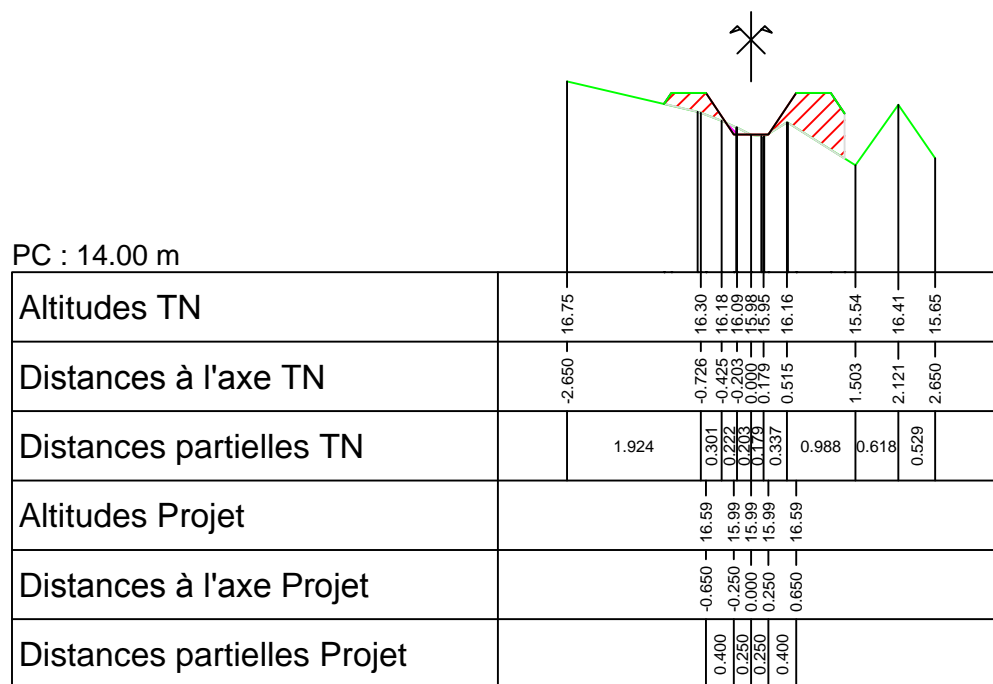 PC : 14.00 m
Altitudes TN
16.75 16.30 16.18 16.09 15.98 15.95 16.16 15.54 16.41 15.65
Distances à l'axe TN
-2.650 -0.726 -0.425 -0.203 0.000 0.179 0.515 1.503 2.121 2.650
Distances partielles TN
1.924 0.301 0.222 0.203 0.179 0.337 0.988 0.618 0.529
Altitudes Projet
16.59 15.99 15.99 15.99 16.59
Distances à l'axe Projet
-0.650 -0.250 0.000 0.250 0.650
Distances partielles Projet
0.400 0.250 0.250 0.400